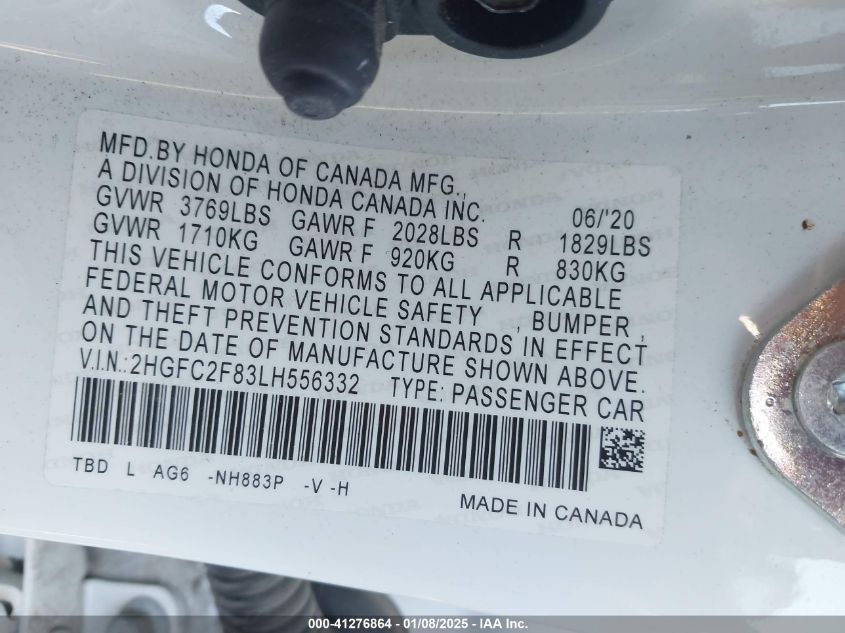 MFD.BY HONDA OF CANADA MFG.,
A DIVISION OF HONDA CANADA INC. 06/'20
GVWR 3769LBS GAWR F 2028LBS R 1829LBS
GVWR 1710KG GAWR F 920KG R 830KG
THIS VEHICLE CONFORMS TO ALL APPLICABLE
FEDERAL MOTOR VEHICLE SAFETY , BUMPER ,
AND THEFT PREVENTION STANDARDS IN EFFECT
ON THE DATE OF MANUFACTURE SHOWN ABOVE.
V.I.N.:2HGFC2F83LH556332 TYPE: PASSENGER CAR
TBD L AG6 -NH883P -V -H
MADE IN CANADA
000-41276864 - 01/08/2025 - IAA Inc.